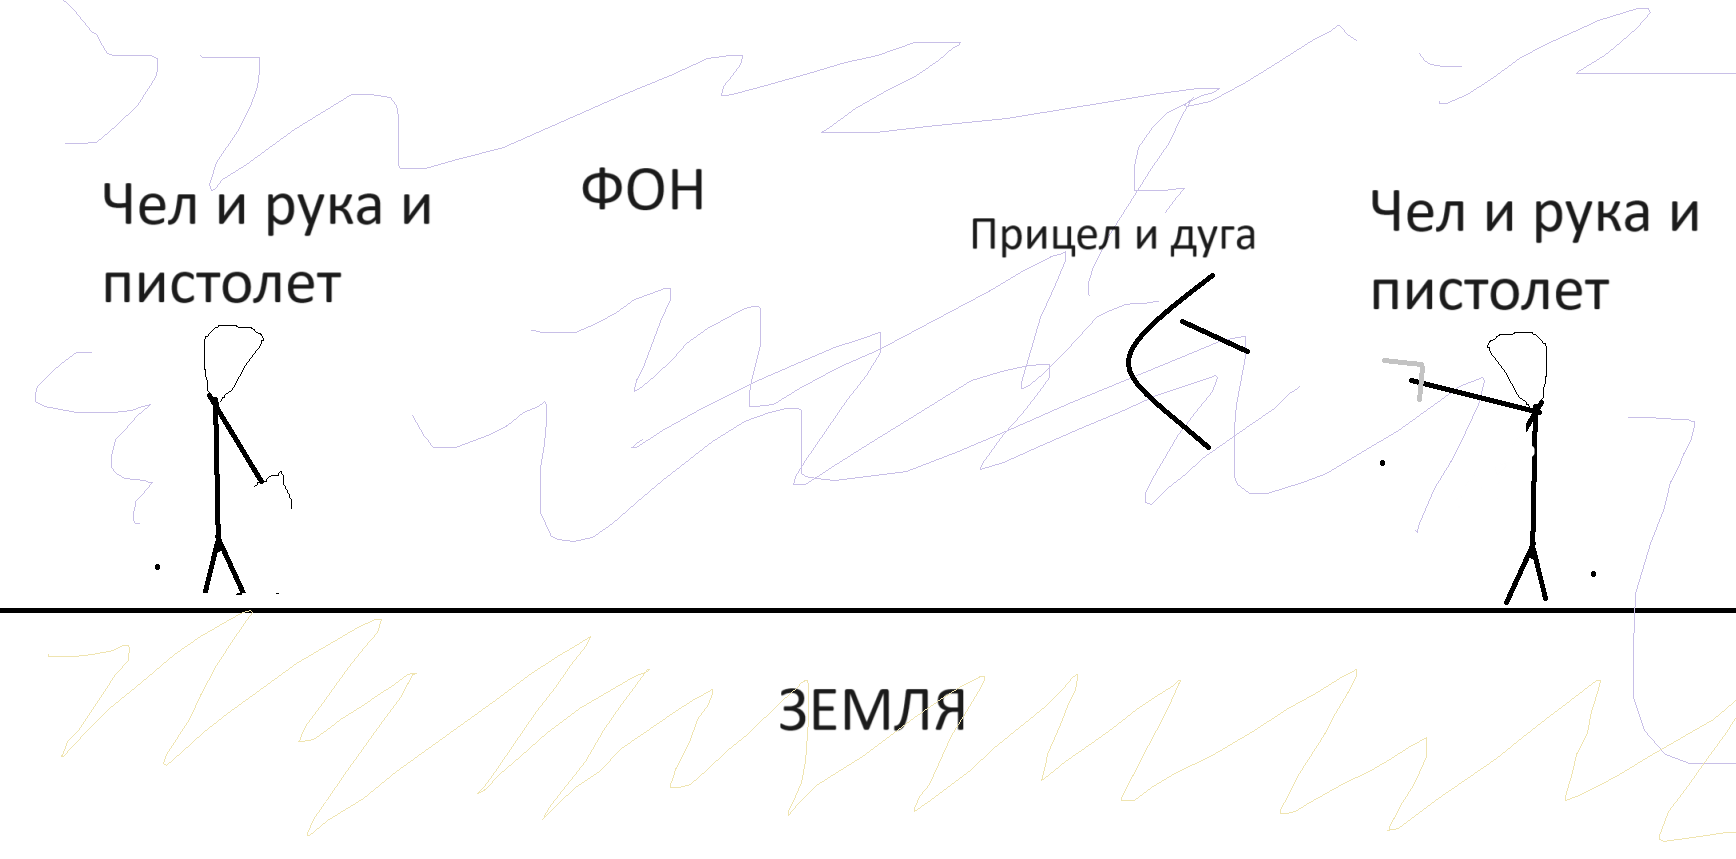 Чел и рука и
пистолет
ФОН
Прицел и дуга
Чел и рука и
пистолет
ЗЕМЛЯ